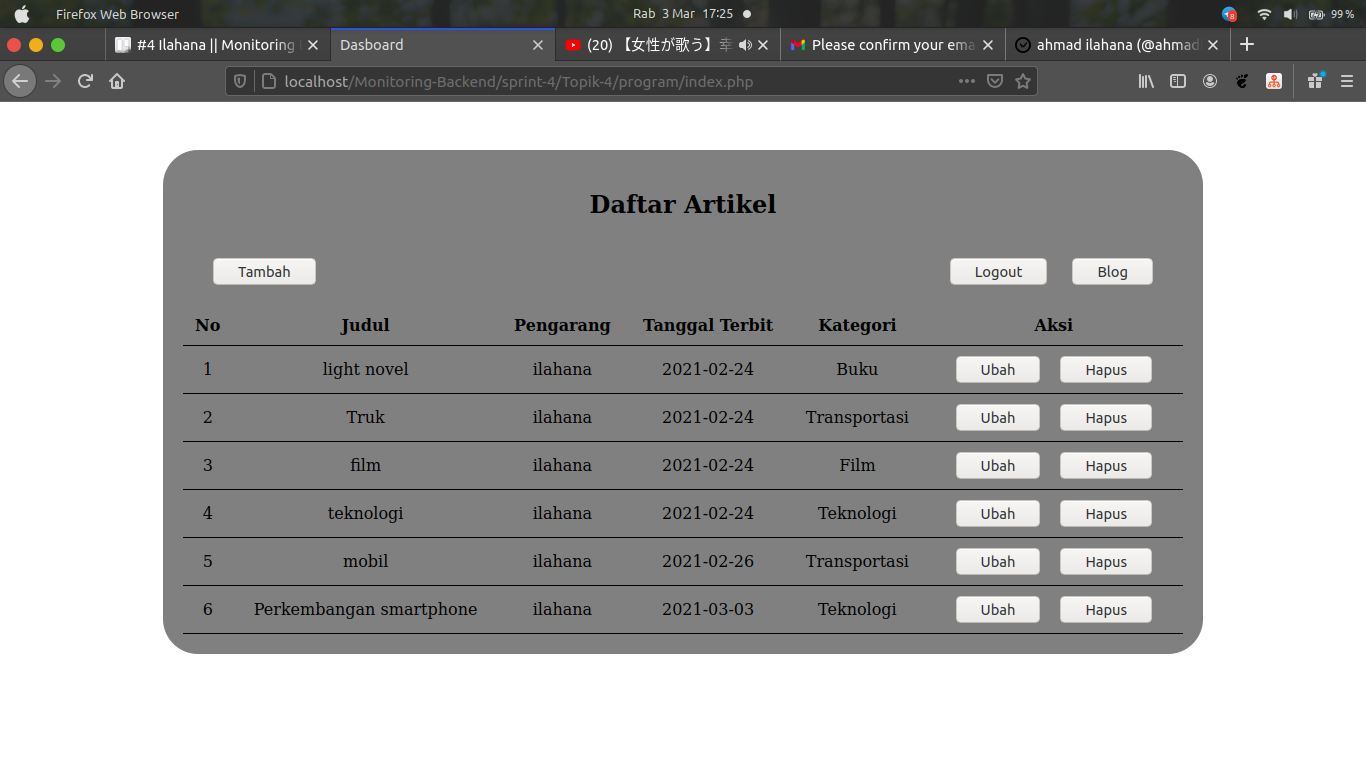 Firefox Web Browser Rab 3 Mar 17:25 8 99 %
#4 Ilahana || Monitoring Dasboard (20) 【女性が歌う】幸 Please confirm your ema ahmad ilahana (@ahmad
localhost/Monitoring-Backend/sprint-4/Topik-4/program/index.php
Daftar Artikel
Tambah Logout Blog
No Judul Pengarang Tanggal Terbit Kategori Aksi
1 light novel ilahana 2021-02-24 Buku Ubah Hapus
2 Truk ilahana 2021-02-24 Transportasi Ubah Hapus
3 film ilahana 2021-02-24 Film Ubah Hapus
4 teknologi ilahana 2021-02-24 Teknologi Ubah Hapus
5 mobil ilahana 2021-02-26 Transportasi Ubah Hapus
6 Perkembangan smartphone ilahana 2021-03-03 Teknologi Ubah Hapus